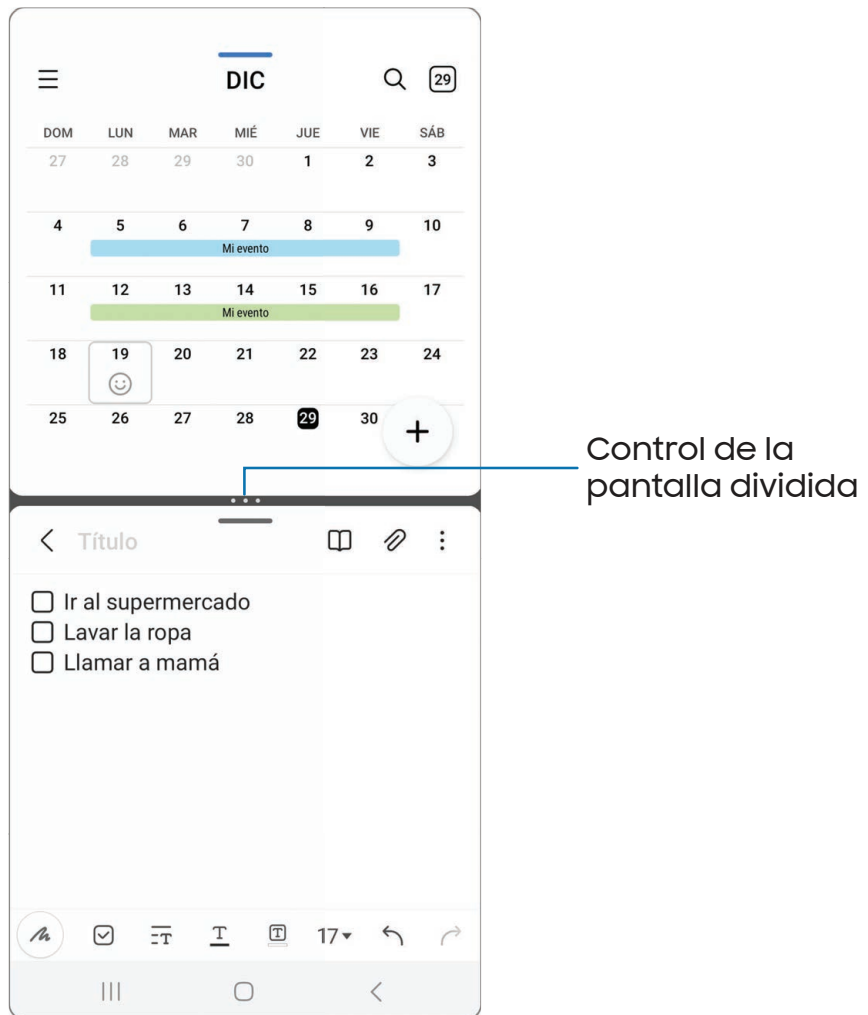 DIC
29
DOM LUN MAR MIÉ JUE VIE SÁB
27 28 29 30 1 2 3
4 5 6 7 8 9 10
Mi evento
11 12 13 14 15 16 17
Mi evento
18 19 20 21 22 23 24
25 26 27 28 29 30
Control de la
pantalla dividida
Título
Ir al supermercado
Lavar la ropa
Llamar a mamá
T T T 17